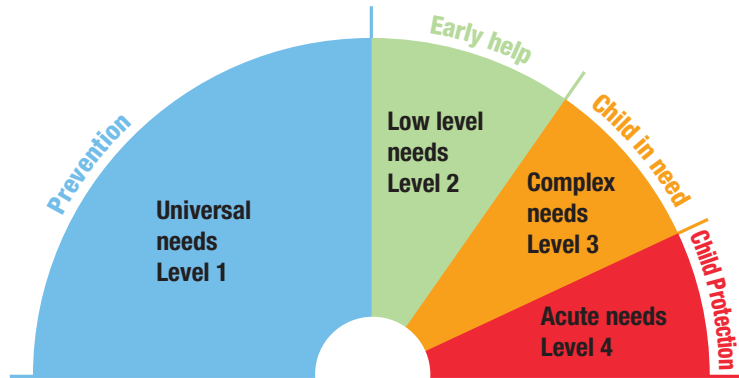 Prevention
Universal
needs
Level 1
Early help
Low level
needs
Level 2
Child in need
Complex
needs
Level 3
Child Protection
Acute needs
Level 4